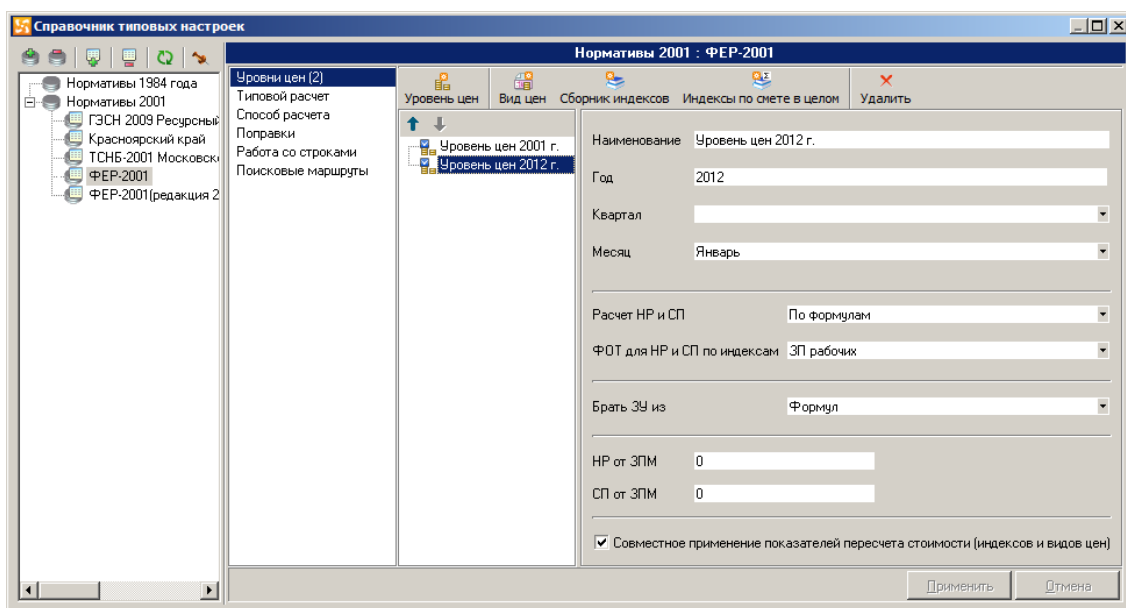 Справочник типовых настроек
Нормативы 2001 : ФЕР-2001
Нормативы 1984 года
Нормативы 2001
ГЭСН 2009 Ресурсный
Красноярский край
ТСНБ-2001 Московск
ФЕР-2001
ФЕР-2001(редакция 2
Уровни цен (2)
Типовой расчет
Способ расчета
Поправки
Работа со строками
Поисковые маршруты
Уровень цен Вид цен Сборник индексов Индексы по смете в целом Удалить
Уровень цен 2001 г.
Уровень цен 2012 г.
Наименование Уровень цен 2012 г.
Год 2012
Квартал
Месяц Январь
Расчет НР и СП По формулам
ФОТ для НР и СП по индексам ЗП рабочих
Брать ЗУ из Формул
НР от ЗПМ 0
СП от ЗПМ 0
Совместное применение показателей пересчета стоимости (индексов и видов цен)
Применить Отмена